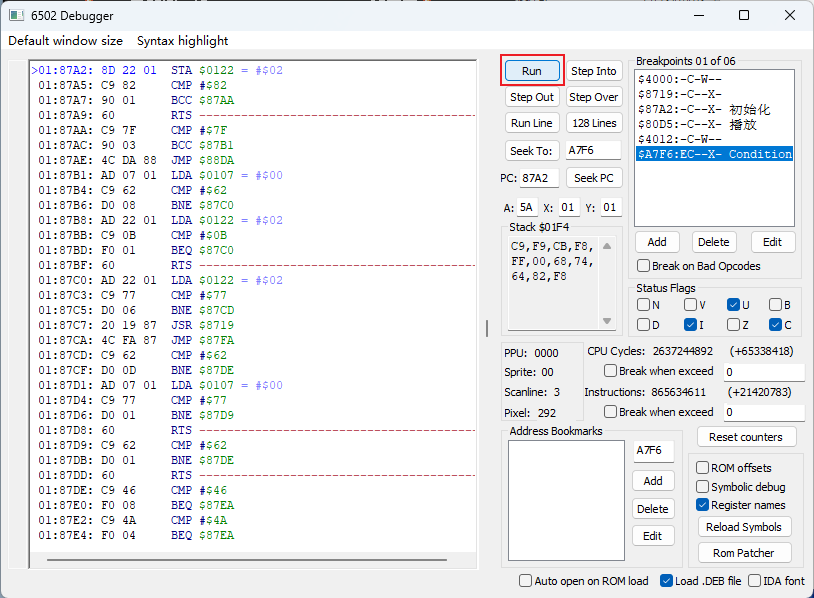 6502 Debugger
Default window size Syntax highlight
>01:87A2: 8D 22 01 STA $0122 = #$02
01:87A5: C9 82 CMP #$82
01:87A7: 90 01 BCC $87AA
01:87A9: 60 RTS
01:87AA: C9 7F CMP #$7F
01:87AC: 90 03 BCC $87B1
01:87AE: 4C DA 88 JMP $88DA
01:87B1: AD 07 01 LDA $0107 = #$00
01:87B4: C9 62 CMP #$62
01:87B6: D0 08 BNE $87C0
01:87B8: AD 22 01 LDA $0122 = #$02
01:87BB: C9 0B CMP #$0B
01:87BD: F0 01 BEQ $87C0
01:87BF: 60 RTS
01:87C0: AD 22 01 LDA $0122 = #$02
01:87C3: C9 77 CMP #$77
01:87C5: D0 06 BNE $87CD
01:87C7: 20 19 87 JSR $8719
01:87CA: 4C FA 87 JMP $87FA
01:87CD: C9 62 CMP #$62
01:87CF: D0 0D BNE $87DE
01:87D1: AD 07 01 LDA $0107 = #$00
01:87D4: C9 77 CMP #$77
01:87D6: D0 01 BNE $87D9
01:87D8: 60 RTS
01:87D9: C9 62 CMP #$62
01:87DB: D0 01 BNE $87DE
01:87DD: 60 RTS
01:87DE: C9 46 CMP #$46
01:87E0: F0 08 BEQ $87EA
01:87E2: C9 4A CMP #$4A
01:87E4: F0 04 BEQ $87EA
Run Step Into
Step Out Step Over
Run Line 128 Lines
Seek To: A7F6
PC: 87A2 Seek PC
A: 5A X: 01 Y: 01
Stack $01F4
C9,F9,CB,F8,
FF,00,68,74,
64,82,F8
Breakpoints 01 of 06
$4000:-C-W--
$8719:-C--X-
$87A2:-C--X- 初始化
$80D5:-C--X- 播放
$4012:-C-W--
$A7F6:EC--X- Condition
Add Delete Edit
Break on Bad Opcodes
Status Flags
N V U B
D I Z C
PPU: 0000
Sprite: 00
Scanline: 3
Pixel: 292
CPU Cycles: 2637244892 (+65338418)
Break when exceed 0
Instructions: 865634611 (+21420783)
Break when exceed 0
Address Bookmarks
A7F6
Add
Delete
Edit
Reset counters
ROM offsets
Symbolic debug
Register names
Reload Symbols
Rom Patcher
Auto open on ROM load Load .DEB file IDA font